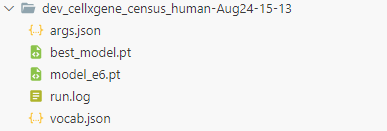 dev_cellxgene_census_human-Aug24-15-13
args.json
best_model.pt
model_e6.pt
run.log
vocab.json